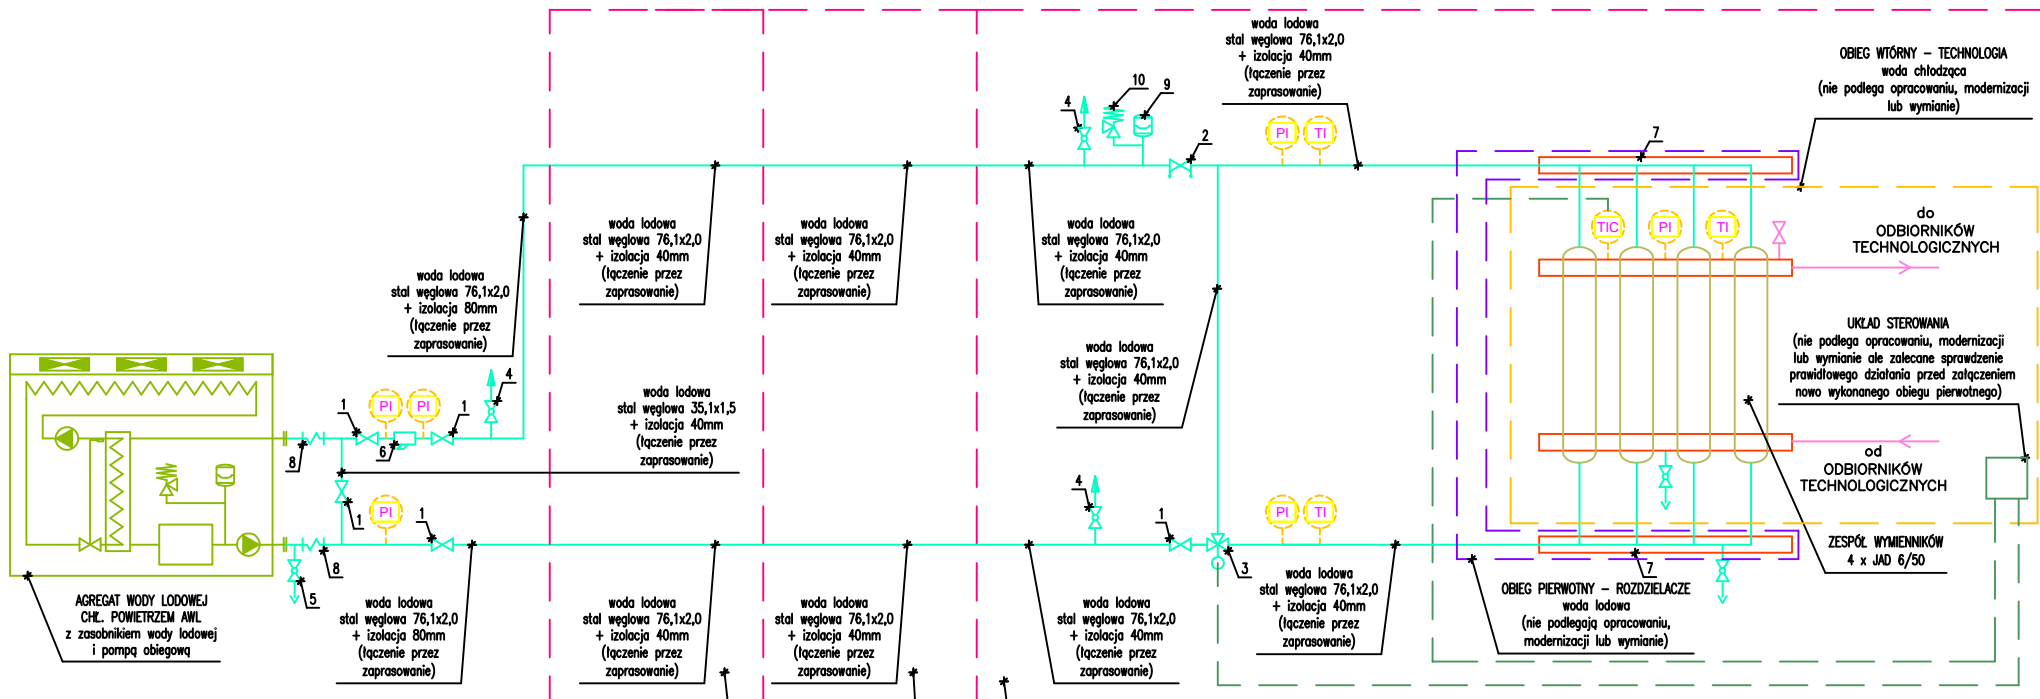 woda lodowa
stal węglowa 76,1x2,0
+ izolacja 40mm
(łączenie przez
zaprasowanie)
OBIEG WTÓRNY – TECHNOLOGIA
woda chłodząca
(nie podlega opracowaniu, modernizacji
lub wymianie)
10
9
4
2
PI
TI
7
woda lodowa
stal węglowa 76,1x2,0
+ izolacja 40mm
(łączenie przez
zaprasowanie)
woda lodowa
stal węglowa 76,1x2,0
+ izolacja 40mm
(łączenie przez
zaprasowanie)
woda lodowa
stal węglowa 76,1x2,0
+ izolacja 40mm
(łączenie przez
zaprasowanie)
TIC
PI
TI
do
ODBIORNIKÓW
TECHNOLOGICZNYCH
woda lodowa
stal węglowa 76,1x2,0
+ izolacja 80mm
(łączenie przez
zaprasowanie)
woda lodowa
stal węglowa 76,1x2,0
+ izolacja 40mm
(łączenie przez
zaprasowanie)
UKŁAD STEROWANIA
(nie podlega opracowaniu, modernizacji
lub wymianie ale zalecane sprawdzenie
prawidłowego działania przed załączeniem
nowo wykonanego obiegu pierwotnego)
4
woda lodowa
stal węglowa 35,1x1,5
+ izolacja 40mm
(łączenie przez
zaprasowanie)
1
PI
PI
1
8
6
od
ODBIORNIKÓW
TECHNOLOGICZNYCH
1
PI
1
4
1
PI
TI
8
5
3
7
ZESPÓŁ WYMIENNIKÓW
4 x JAD 6/50
AGREGAT WODY LODOWEJ
CHŁ. POWIETRZEM AWL
z zasobnikiem wody lodowej
i pompą obiegową
woda lodowa
stal węglowa 76,1x2,0
+ izolacja 80mm
(łączenie przez
zaprasowanie)
woda lodowa
stal węglowa 76,1x2,0
+ izolacja 40mm
(łączenie przez
zaprasowanie)
woda lodowa
stal węglowa 76,1x2,0
+ izolacja 40mm
(łączenie przez
zaprasowanie)
woda lodowa
stal węglowa 76,1x2,0
+ izolacja 40mm
(łączenie przez
zaprasowanie)
woda lodowa
stal węglowa 76,1x2,0
+ izolacja 40mm
(łączenie przez
zaprasowanie)
OBIEG PIERWOTNY – ROZDZIELACZE
woda lodowa
(nie podlegają opracowaniu,
modernizacji lub wymianie)